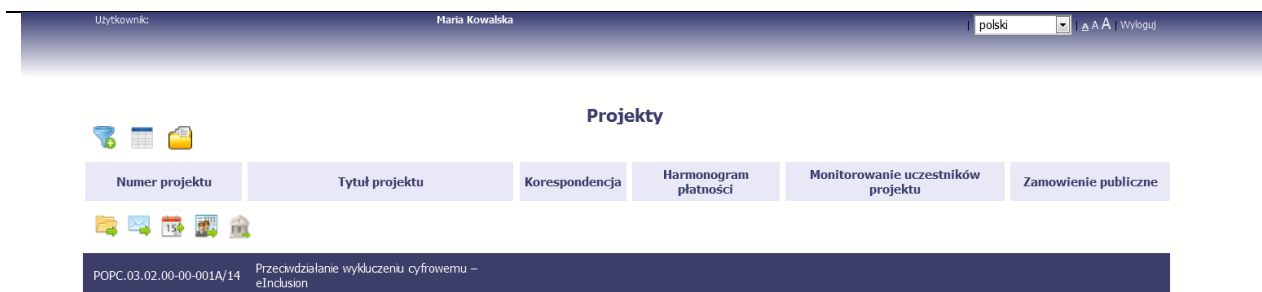 Użytkownik: Maria Kowalska | polski | A A A | Wyloguj
Projekty
Numer projektu Tytuł projektu Korespondencja Harmonogram płatności Monitorowanie uczestników projektu Zamowienie publiczne
15
POPC.03.02.00-00-001A/14 Przeciwdziałanie wykluczeniu cyfrowemu –
eInclusion